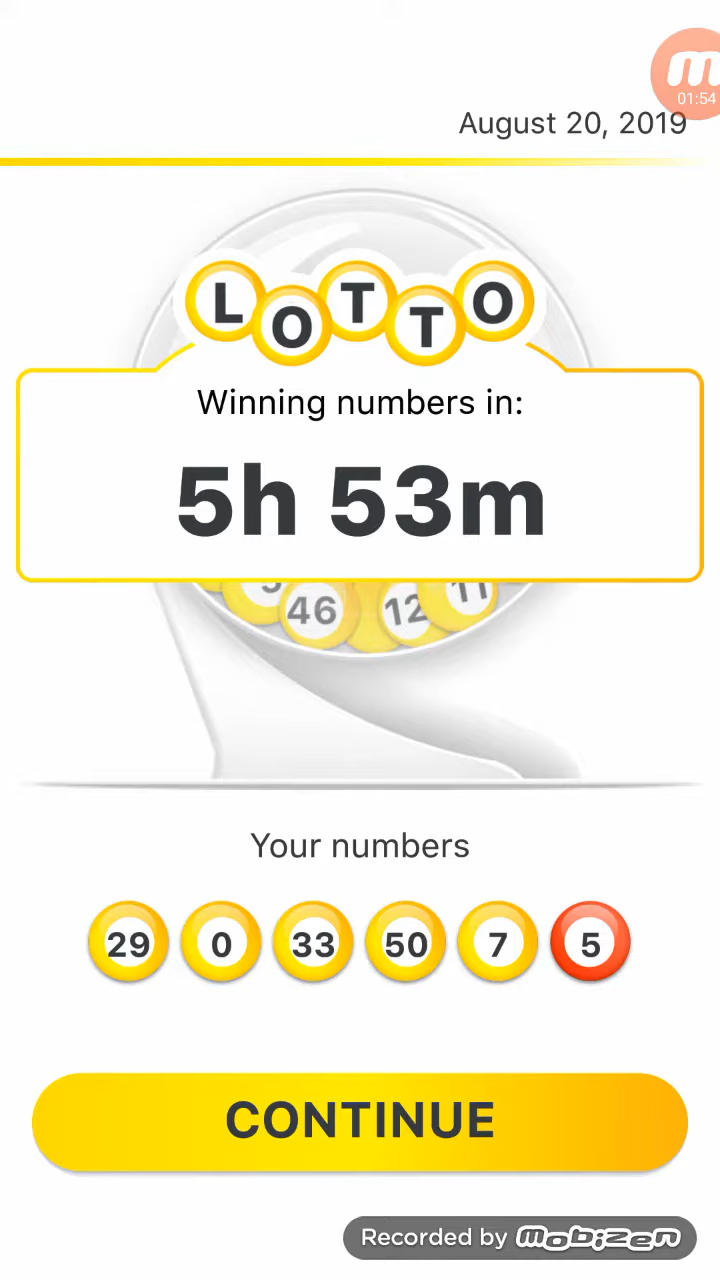 m
01:54
August 20, 2019
LOTTO
Winning numbers in:
5h 53m
46 12 11
Your numbers
29 0 33 50 7 5
CONTINUE
Recorded by mobizen